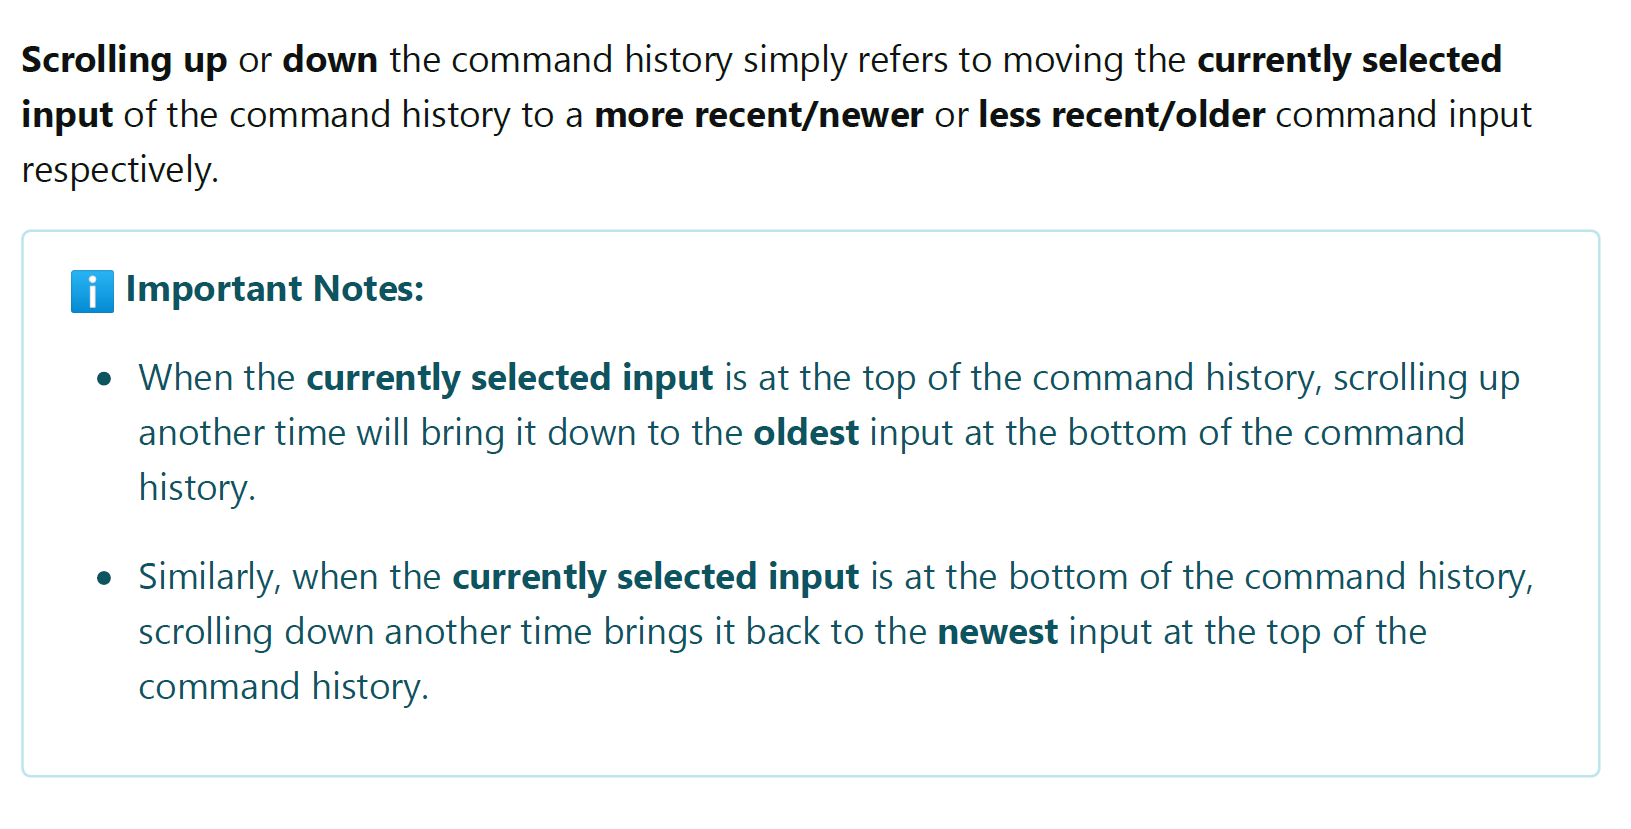 Scrolling up or down the command history simply refers to moving the currently selected
input of the command history to a more recent/newer or less recent/older command input
respectively.
Important Notes:
When the currently selected input is at the top of the command history, scrolling up
another time will bring it down to the oldest input at the bottom of the command
history.
Similarly, when the currently selected input is at the bottom of the command history,
scrolling down another time brings it back to the newest input at the top of the
command history.